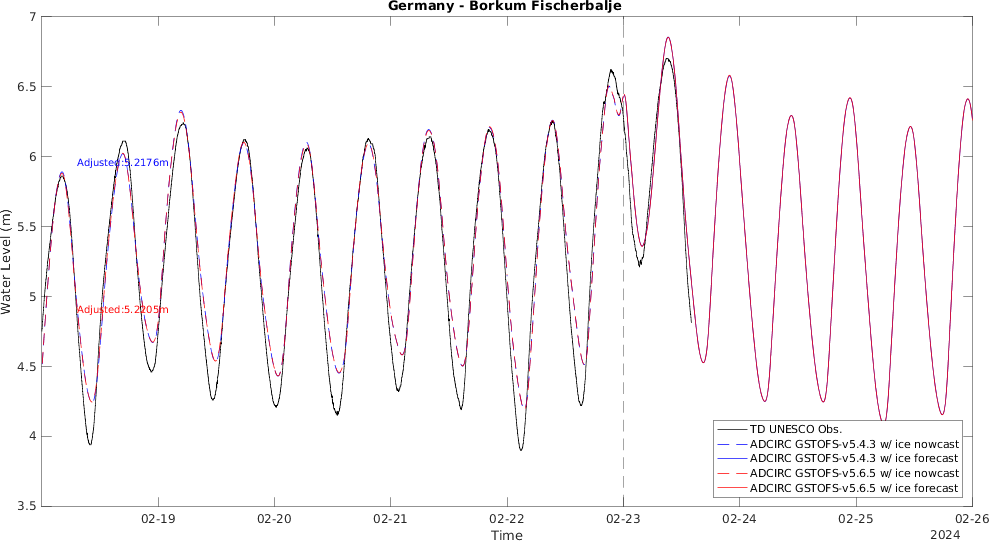 Germany - Borkum Fischerbalje
7
6.5
6
5.5
5
4.5
4
3.5
Water Level (m)
Adjusted:5.2176m
Adjusted:5.2205m
TD UNESCO Obs.
ADCIRC GSTOFS-v5.4.3 w/ ice nowcast
ADCIRC GSTOFS-v5.4.3 w/ ice forecast
ADCIRC GSTOFS-v5.6.5 w/ ice nowcast
ADCIRC GSTOFS-v5.6.5 w/ ice forecast
02-19 02-20 02-21 02-22 02-23 02-24 02-25 02-26
Time
2024